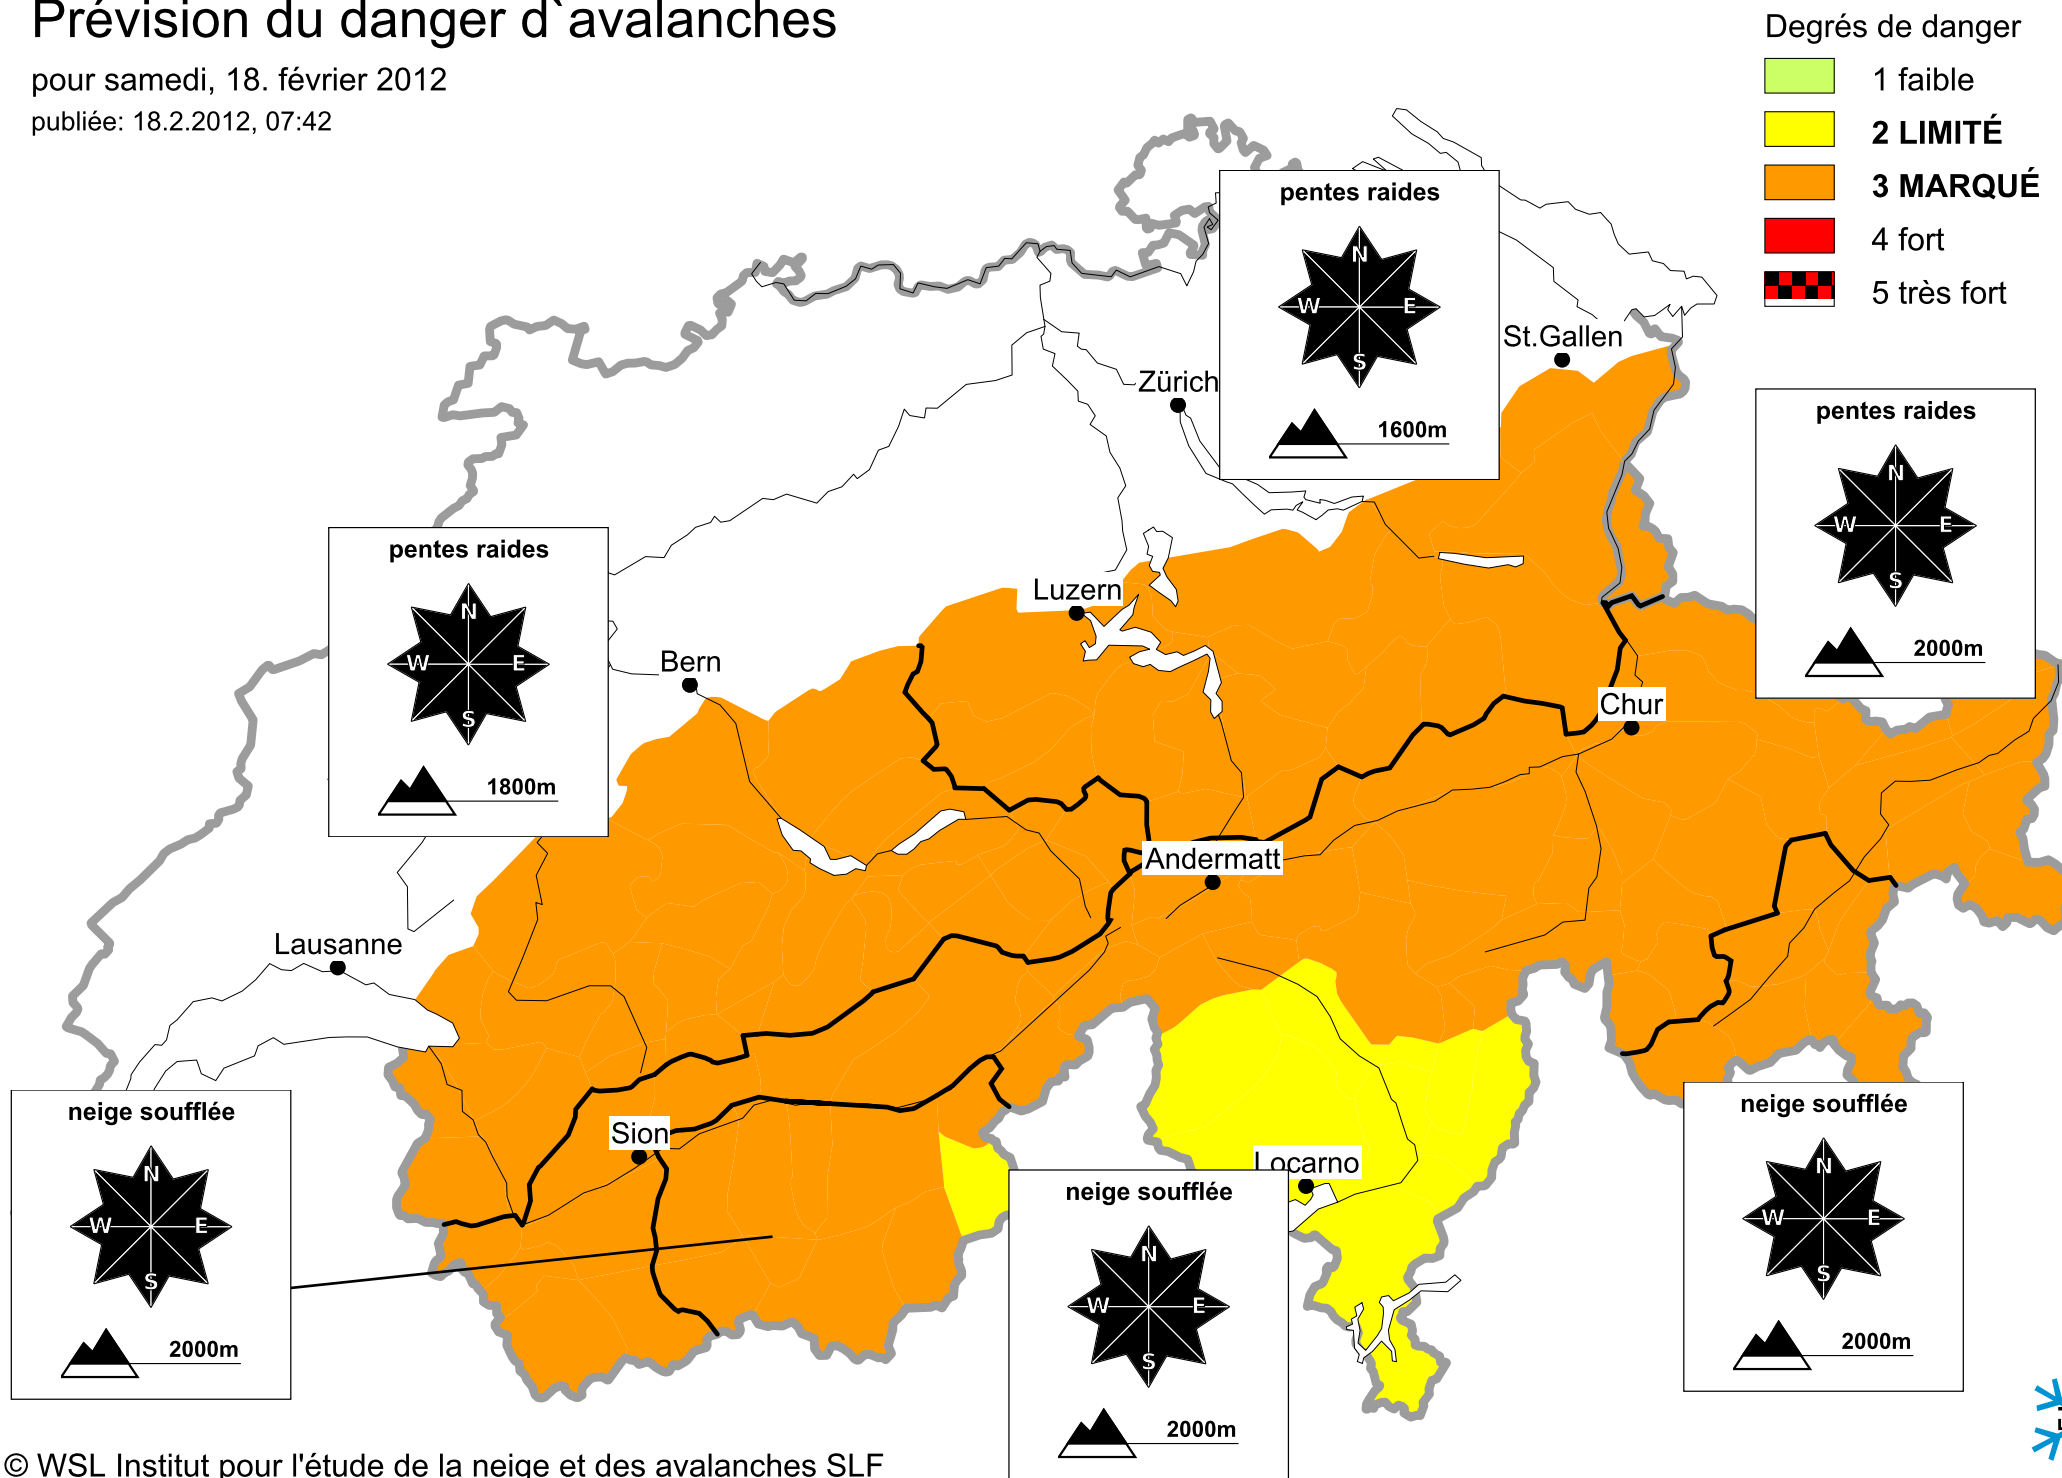 Prévision du danger d`avalanches
pour samedi, 18. février 2012
publiée: 18.2.2012, 07:42
Degrés de danger
1 faible
2 LIMITÉ
3 MARQUÉ
4 fort
5 très fort
pentes raides
N
W E
S
1600m
St.Gallen
Zürich
pentes raides
N
W E
S
2000m
pentes raides
N
W E
S
1800m
Luzern
Bern
Chur
Andermatt
Lausanne
neige soufflée
N
W E
S
2000m
Sion
Locarno
neige soufflée
N
W E
S
2000m
neige soufflée
N
W E
S
2000m
© WSL Institut pour l'étude de la neige et des avalanches SLF